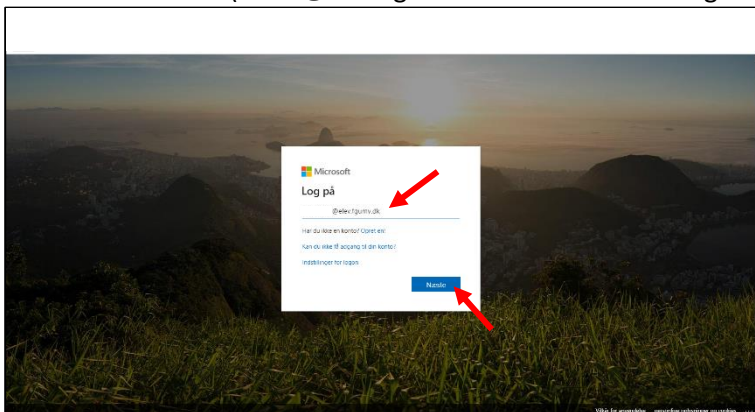 Microsoft
Log på
@elev.fgumv.dk
Har du ikke en konto? Opret en!
Kan du ikke få adgang til din konto?
Indstillinger for logon
Næste